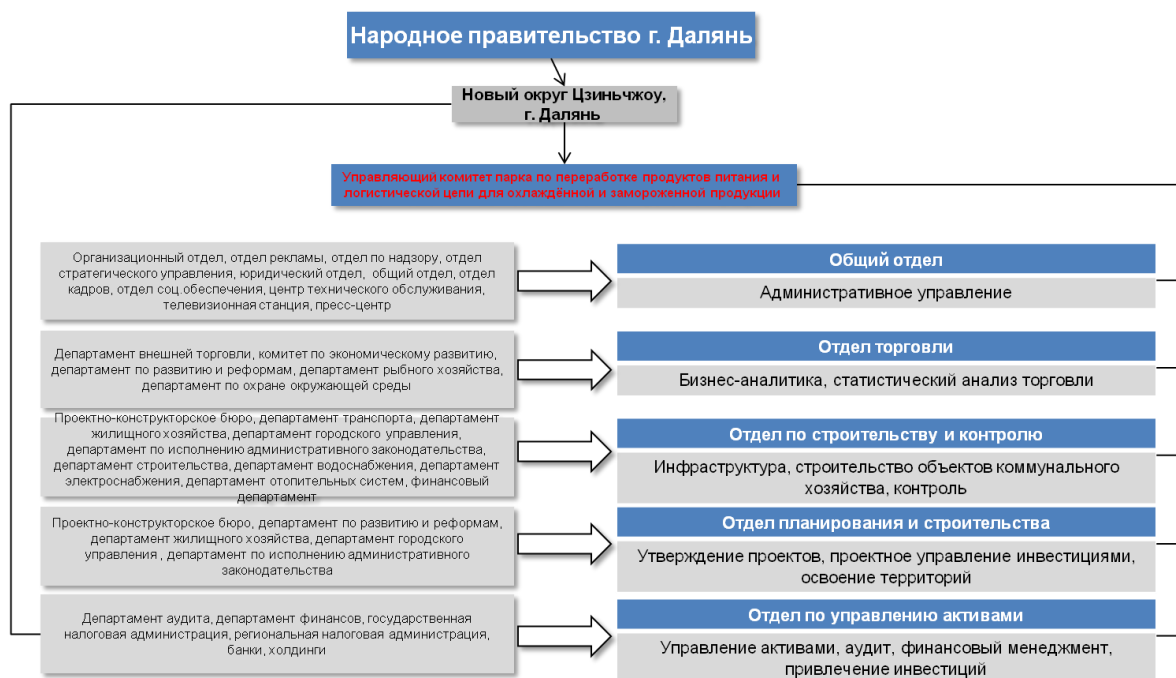 Народное правительство г. Далянь
Новый округ Цзиньчжоу,
г. Далянь
Управляющий комитет парка по переработке продуктов питания и
логистической цепи для охлаждённой и замороженной продукции
Организационный отдел, отдел рекламы, отдел по надзору, отдел
стратегического управления, юридический отдел, общий отдел, отдел
кадров, отдел соц.обеспечения, центр технического обслуживания,
телевизионная станция, пресс-центр
Общий отдел
Административное управление
Департамент внешней торговли, комитет по экономическому развитию,
департамент по развитию и реформам, департамент рыбного хозяйства,
департамент по охране окружающей среды
Отдел торговли
Бизнес-аналитика, статистический анализ торговли
Проектно-конструкторское бюро, департамент транспорта, департамент
жилищного хозяйства, департамент городского управления,
департамент по исполнению административного законодательства,
департамент строительства, департамент водоснабжения, департамент
электроснабжения, департамент отопительных систем, финансовый
департамент
Отдел по строительству и контролю
Инфраструктура, строительство объектов коммунального
хозяйства, контроль
Проектно-конструкторское бюро, департамент по развитию и реформам,
департамент жилищного хозяйства, департамент городского
управления , департамент по исполнению административного
законодательства
Отдел планирования и строительства
Утверждение проектов, проектное управление инвестициями,
освоение территорий
Департамент аудита, департамент финансов, государственная
налоговая администрация, региональная налоговая администрация,
банки, холдинги
Отдел по управлению активами
Управление активами, аудит, финансовый менеджмент,
привлечение инвестиций